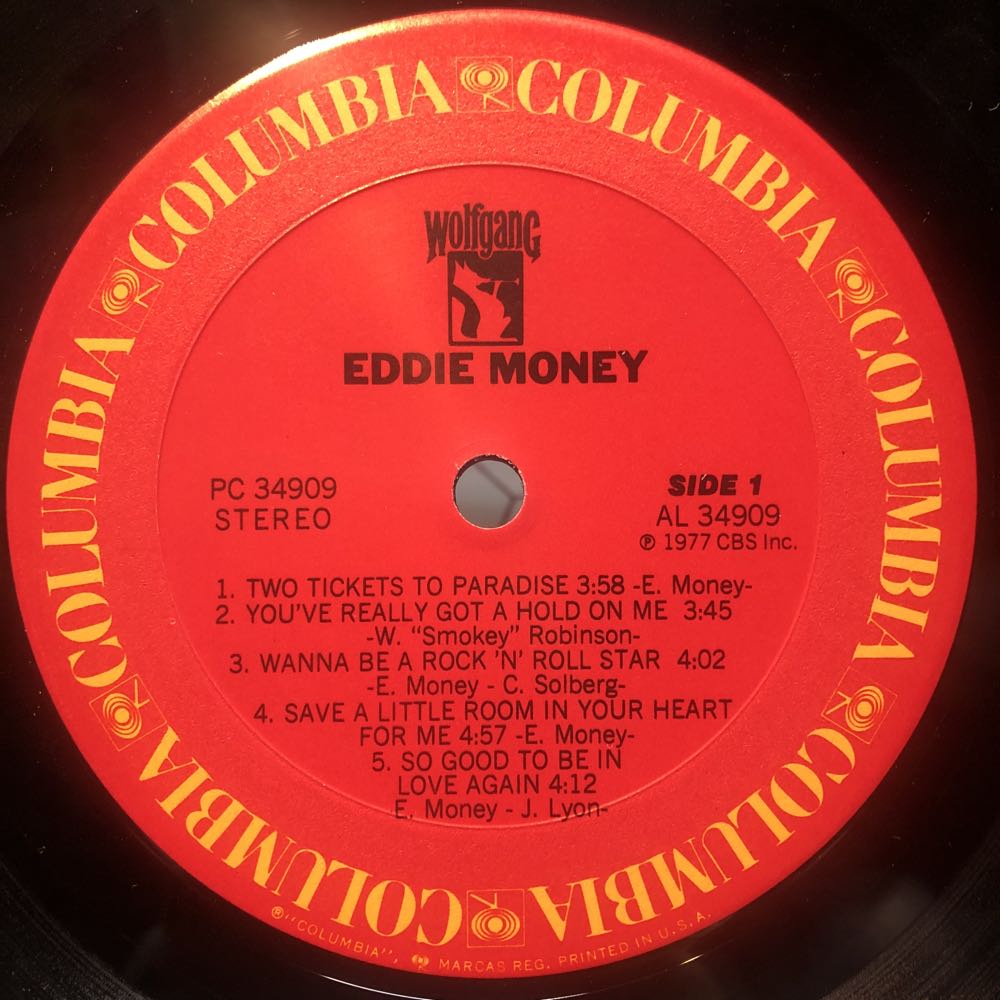 COLUMBIA COLUMBIA COLUMBIA COLUMBIA COLUMBIA COLUMBIA
wolfgang
EDDIE MONEY
PC 34909
STEREO
SIDE 1
AL 34909
℗ 1977 CBS Inc.
1. TWO TICKETS TO PARADISE 3:58 -E. Money-
2. YOU'VE REALLY GOT A HOLD ON ME 3:45
-W. “Smokey” Robinson-
3. WANNA BE A ROCK 'N' ROLL STAR 4:02
-E. Money - C. Solberg-
4. SAVE A LITTLE ROOM IN YOUR HEART
FOR ME 4:57 -E. Money-
5. SO GOOD TO BE IN
LOVE AGAIN 4:12
E. Money - J. Lyon-
® "COLUMBIA", MARCAS REG. PRINTED IN U.S.A.